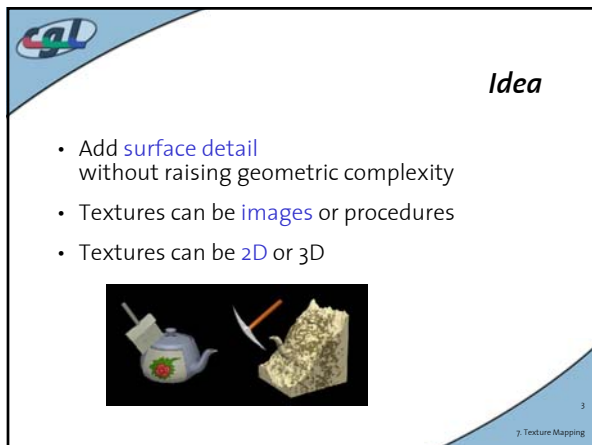 cgl
Idea
• Add surface detail
without raising geometric complexity
• Textures can be images or procedures
• Textures can be 2D or 3D
3
7. Texture Mapping